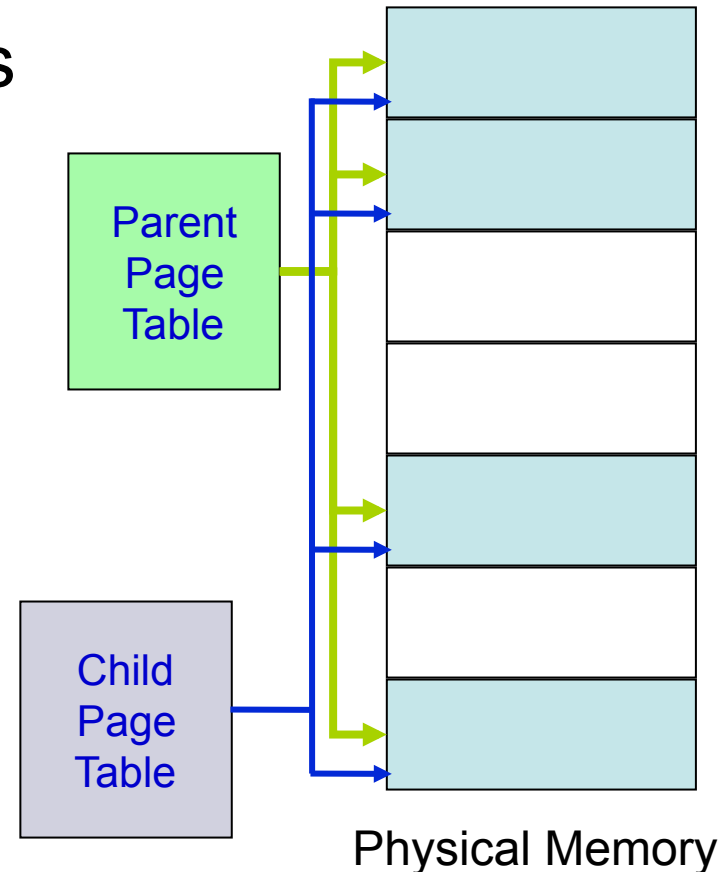 s
Parent
Page
Table
Child
Page
Table
Physical Memory